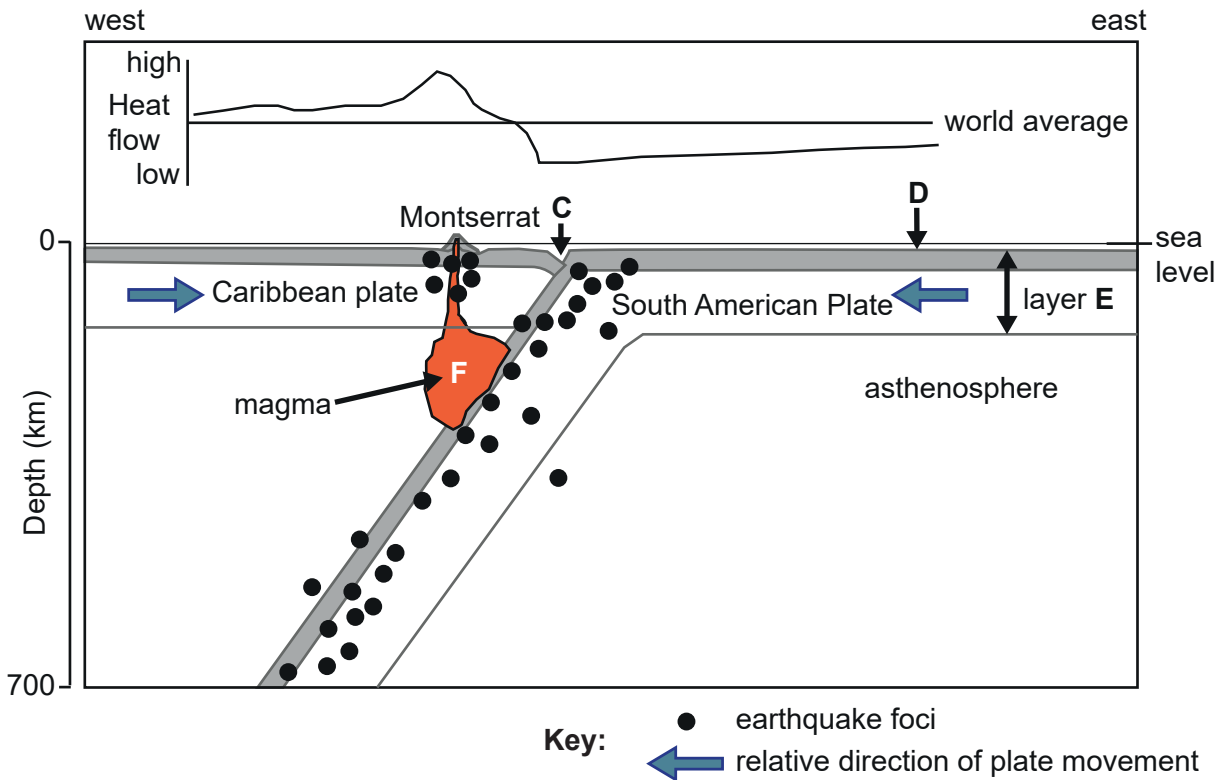 west
east
high
Heat
flow
low
world average
Montserrat
C
D
0
sea
level
Caribbean plate
South American Plate
layer E
F
magma
asthenosphere
Depth (km)
700
Key:
earthquake foci
relative direction of plate movement